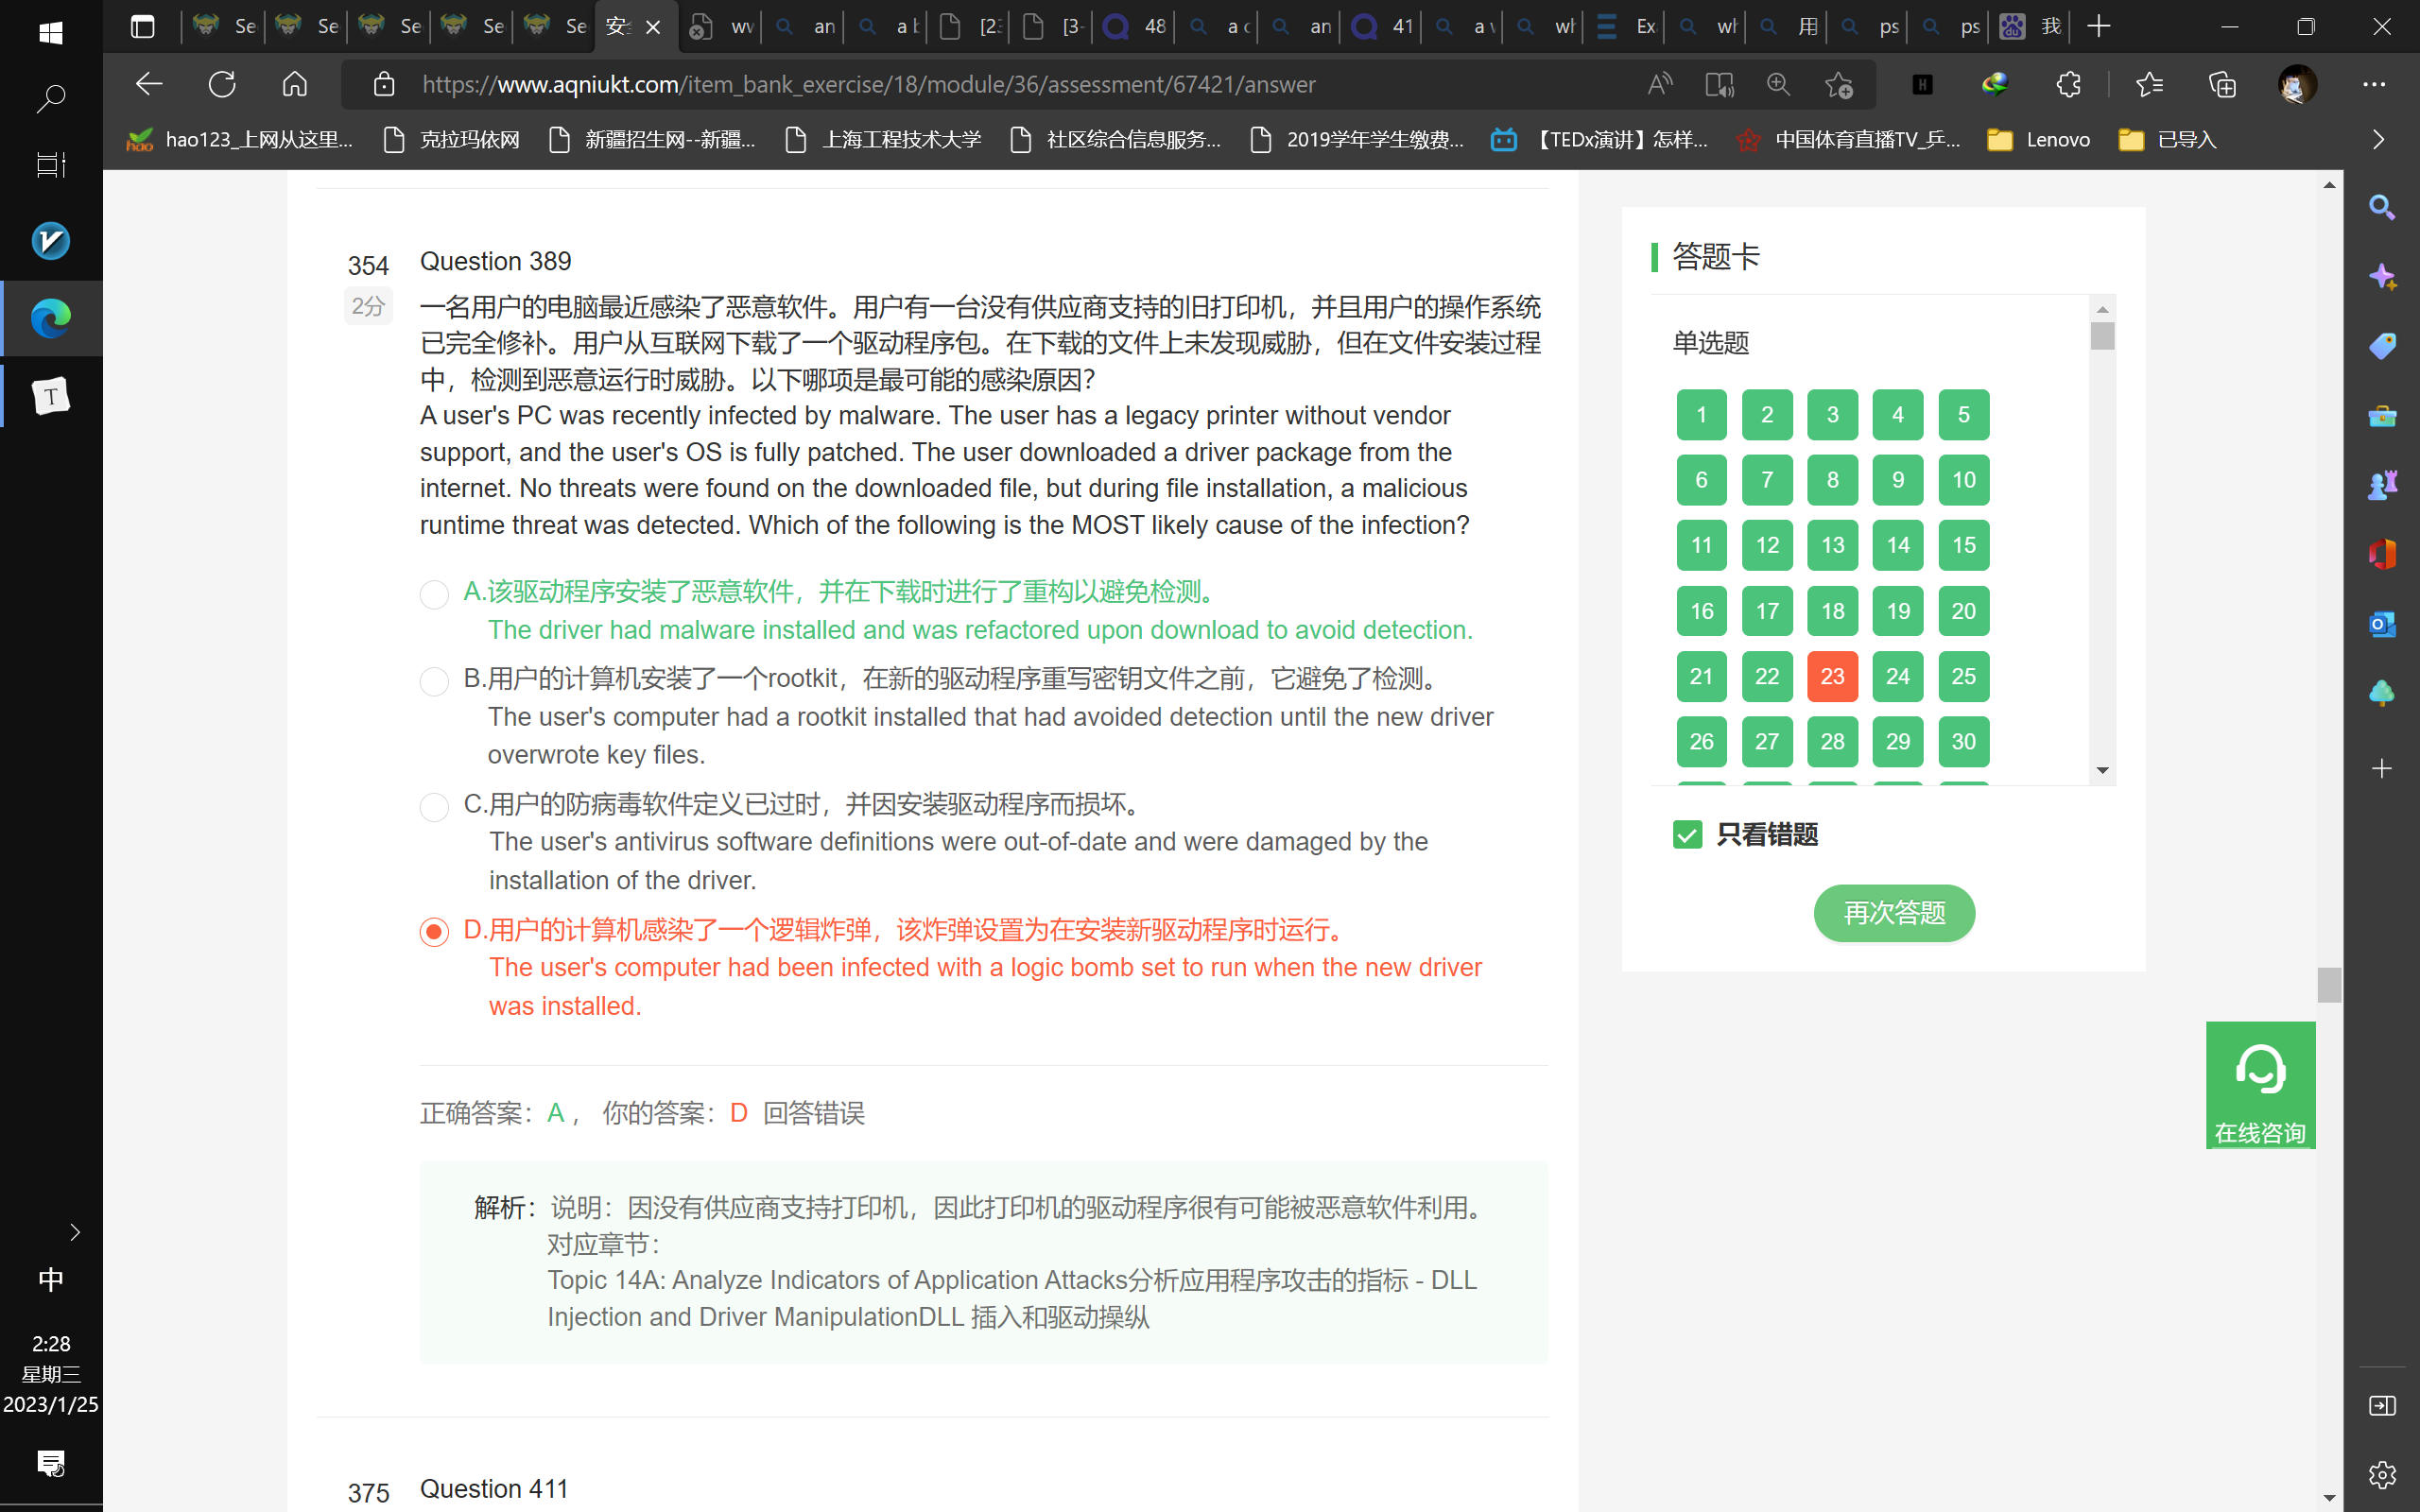 Se
Se
Se
Se
Se
安全
wv
an
a b
[23
[3-
48
a c
an
41
a v
wh
Ex
wh
用
ps
ps
我
https://www.aqniukt.com/item_bank_exercise/18/module/36/assessment/67421/answer
hao123_上网从这里...
克拉玛依网
新疆招生网--新疆...
上海工程技术大学
社区综合信息服务...
2019学年学生缴费...
【TEDx演讲】怎样...
中国体育直播TV_乒...
Lenovo
已导入
354
Question 389
2分
一名用户的电脑最近感染了恶意软件。用户有一台没有供应商支持的旧打印机，并且用户的操作系统
已完全修补。用户从互联网下载了一个驱动程序包。在下载的文件上未发现威胁，但在文件安装过程
中，检测到恶意运行时威胁。以下哪项是最可能的感染原因？
A user's PC was recently infected by malware. The user has a legacy printer without vendor
support, and the user's OS is fully patched. The user downloaded a driver package from the
internet. No threats were found on the downloaded file, but during file installation, a malicious
runtime threat was detected. Which of the following is the MOST likely cause of the infection?
A.该驱动程序安装了恶意软件，并在下载时进行了重构以避免检测。
The driver had malware installed and was refactored upon download to avoid detection.
B.用户的计算机安装了一个rootkit，在新的驱动程序重写密钥文件之前，它避免了检测。
The user's computer had a rootkit installed that had avoided detection until the new driver
overwrote key files.
C.用户的防病毒软件定义已过时，并因安装驱动程序而损坏。
The user's antivirus software definitions were out-of-date and were damaged by the
installation of the driver.
D.用户的计算机感染了一个逻辑炸弹，该炸弹设置为在安装新驱动程序时运行。
The user's computer had been infected with a logic bomb set to run when the new driver
was installed.
正确答案：A， 你的答案：D 回答错误
解析：说明：因没有供应商支持打印机，因此打印机的驱动程序很有可能被恶意软件利用。
对应章节：
Topic 14A: Analyze Indicators of Application Attacks分析应用程序攻击的指标 - DLL
Injection and Driver ManipulationDLL 插入和驱动操纵
375
Question 411
答题卡
单选题
1 2 3 4 5
6 7 8 9 10
11 12 13 14 15
16 17 18 19 20
21 22 23 24 25
26 27 28 29 30
只看错题
再次答题
在线咨询
中
2:28
星期三
2023/1/25